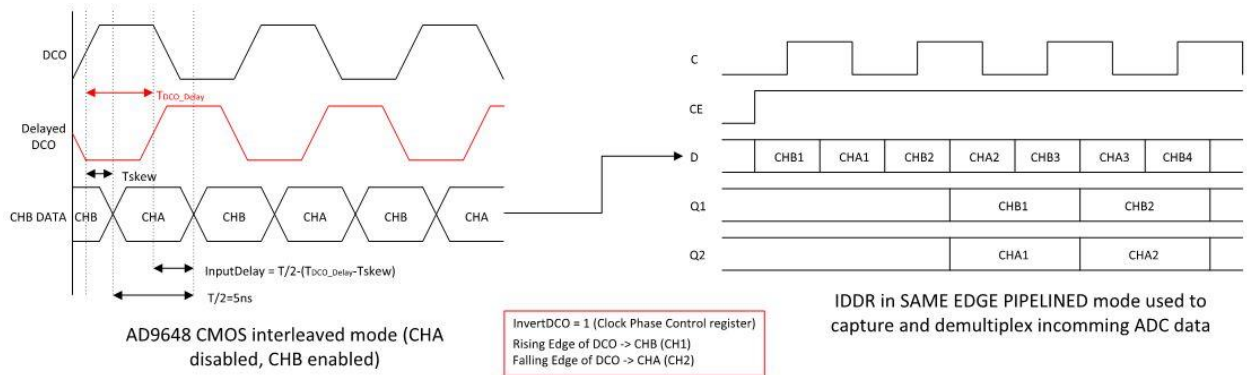 DCO
TDCO_Delay
Delayed
DCO
Tskew
CHB DATA
CHB
CHA
CHB
CHA
CHB
CHA
InputDelay = T/2-(TDCO_Delay-Tskew)
T/2=5ns
AD9648 CMOS interleaved mode (CHA
disabled, CHB enabled)
InvertDCO = 1 (Clock Phase Control register)
Rising Edge of DCO -> CHB (CH1)
Falling Edge of DCO -> CHA (CH2)
C
CE
D
CHB1
CHA1
CHB2
CHA2
CHB3
CHA3
CHB4
Q1
CHB1
CHB2
Q2
CHA1
CHA2
IDDR in SAME EDGE PIPELINED mode used to
capture and demultiplex incomming ADC data